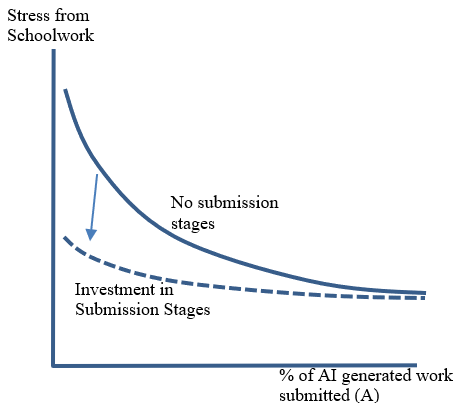 Stress from
Schoolwork
No submission
stages
Investment in
Submission Stages
% of AI generated work
submitted (A)